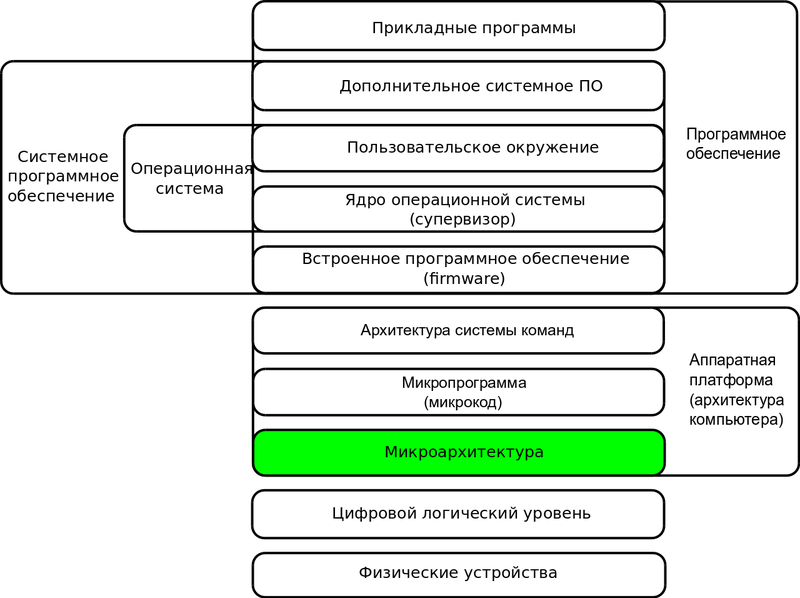 Прикладные программы
Дополнительное системное ПО
Пользовательское окружение
Ядро операционной системы
(супервизор)
Встроенное программное обеспечение
(firmware)
Системное
программное
обеспечение
Операционная
система
Программное
обеспечение
Архитектура системы команд
Микропрограмма
(микрокод)
Микроархитектура
Аппаратная
платформа
(архитектура
компьютера)
Цифровой логический уровень
Физические устройства